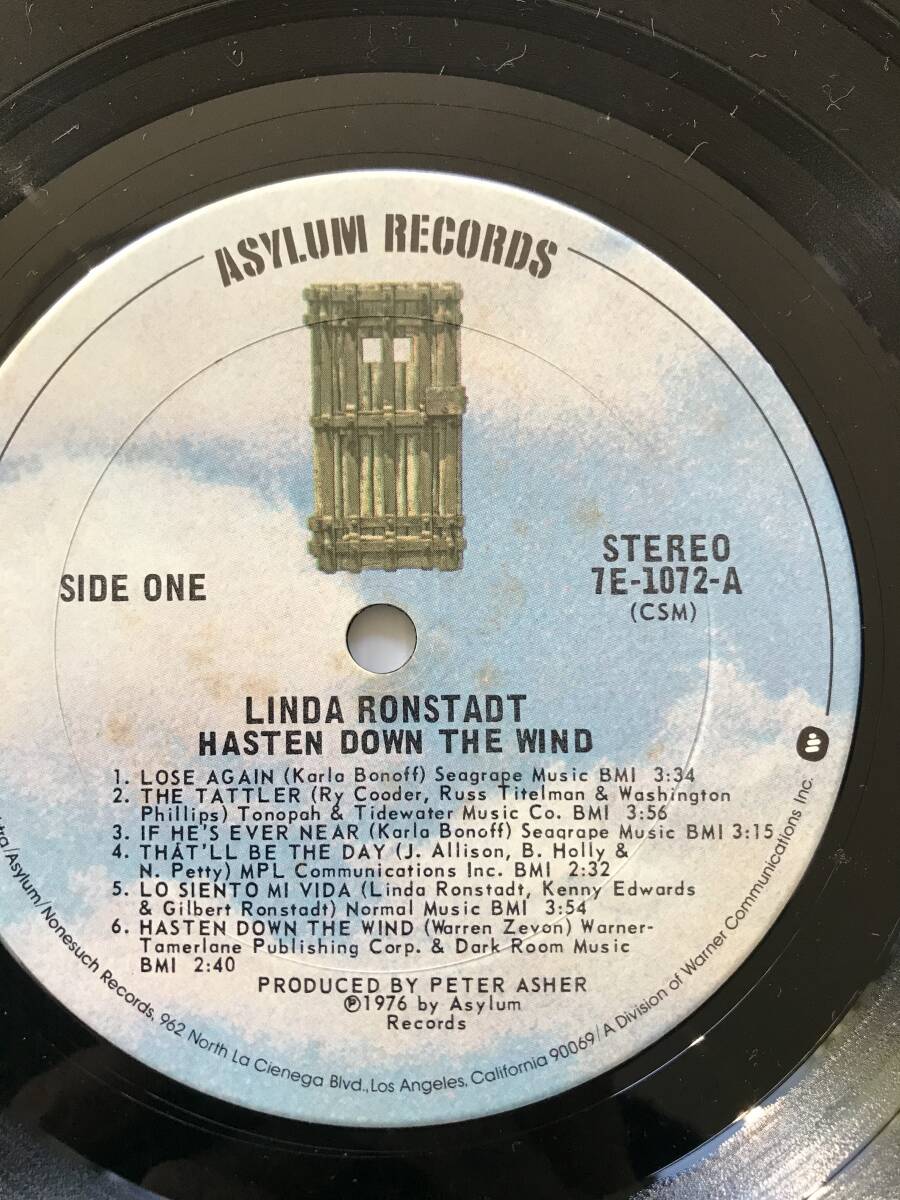 ASYLUM RECORDS
SIDE ONE
STEREO
7E-1072-A
(CSM)
LINDA RONSTADT
HASTEN DOWN THE WIND
1. LOSE AGAIN (Karla Bonoff) Seagrape Music BMI 3:34
2. THE TATTLER (Ry Cooder, Russ Titelman & Washington
Phillips) Tonopah & Tidewater Music Co. BMI 3:56
3. IF HE'S EVER NEAR (Karla Bonoff) Seagrape Music BMI 3:15
4. THAT'LL BE THE DAY (J. Allison, B. Holly &
N. Petty) MPL Communications Inc. BMI 2:32
5. LO SIENTO MI VIDA (Linda Ronstadt, Kenny Edwards
& Gilbert Ronstadt) Normal Music BMI 3:54
6. HASTEN DOWN THE WIND (Warren Zevon) Warner-
Tamerlane Publishing Corp. & Dark Room Music
BMI 2:40
PRODUCED BY PETER ASHER
℗1976 by Asylum
Records
/Asylum/Nonesuch Records, 962 North La Cienega Blvd., Los Angeles, California 90069/A Division of Warner Communications Inc.